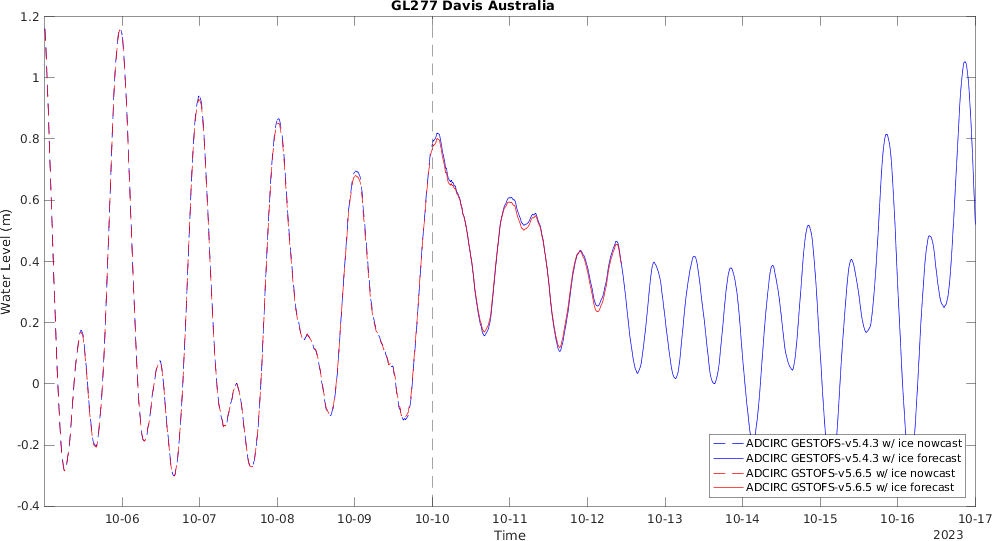 GL277 Davis Australia
Water Level (m)
1.2
1
0.8
0.6
0.4
0.2
0
-0.2
-0.4
ADCIRC GESTOFS-v5.4.3 w/ ice nowcast
ADCIRC GESTOFS-v5.4.3 w/ ice forecast
ADCIRC GSTOFS-v5.6.5 w/ ice nowcast
ADCIRC GSTOFS-v5.6.5 w/ ice forecast
10-06 10-07 10-08 10-09 10-10 10-11 10-12 10-13 10-14 10-15 10-16 10-17
Time
2023